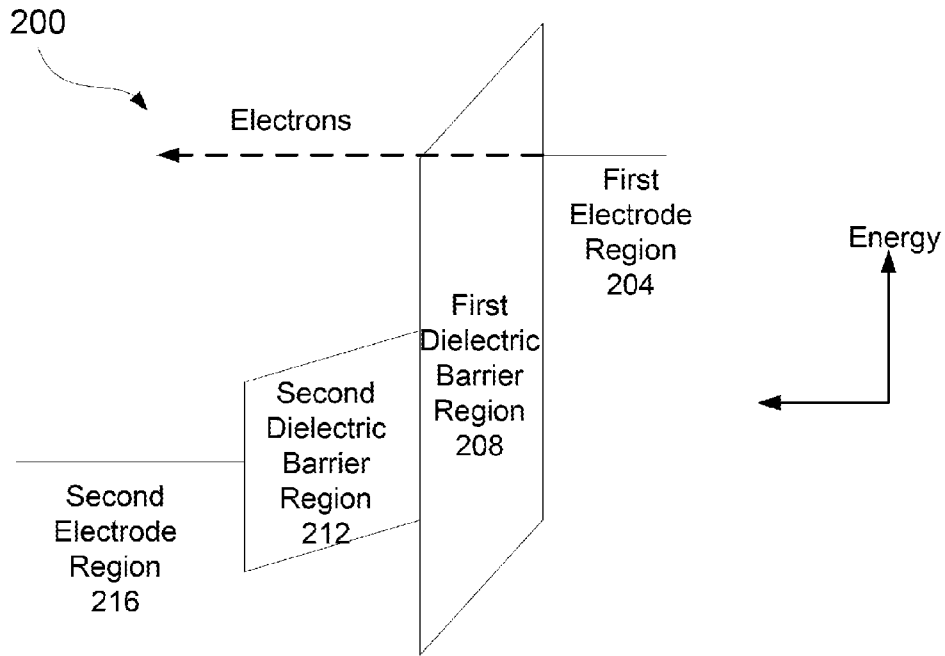 200
Electrons
First
Electrode
Region
204
Energy
First
Dielectric
Barrier
Region
208
Second
Dielectric
Barrier
Region
212
Second
Electrode
Region
216